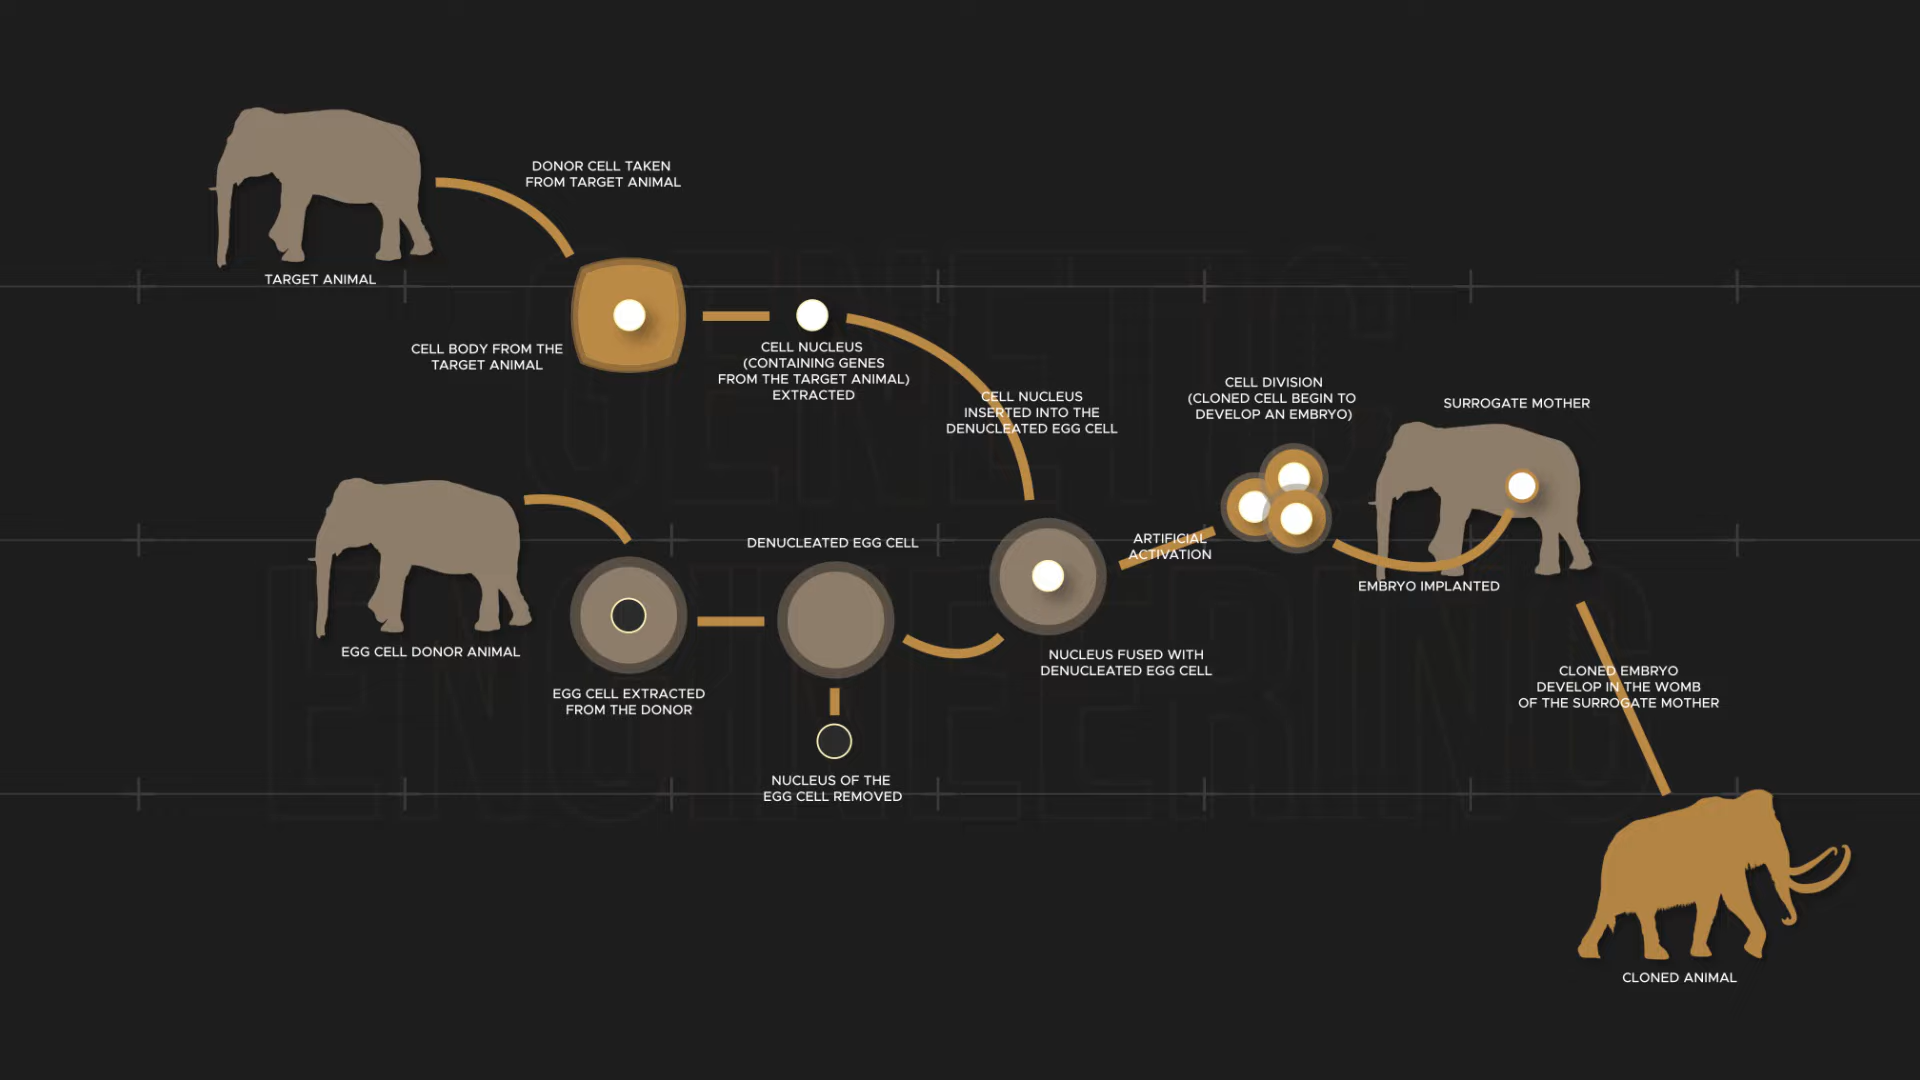 DONOR CELL TAKEN
FROM TARGET ANIMAL
TARGET ANIMAL
CELL BODY FROM THE
TARGET ANIMAL
CELL NUCLEUS
(CONTAINING GENES
FROM THE TARGET ANIMAL)
EXTRACTED
CELL NUCLEUS
INSERTED INTO THE
DENUCLEATED EGG CELL
CELL DIVISION
(CLONED CELL BEGIN TO
DEVELOP AN EMBRYO)
SURROGATE MOTHER
EGG CELL DONOR ANIMAL
EGG CELL EXTRACTED
FROM THE DONOR
DENUCLEATED EGG CELL
NUCLEUS OF THE
EGG CELL REMOVED
NUCLEUS FUSED WITH
DENUCLEATED EGG CELL
ARTIFICIAL
ACTIVATION
EMBRYO IMPLANTED
CLONED EMBRYO
DEVELOP IN THE WOMB
OF THE SURROGATE MOTHER
CLONED ANIMAL
GENETIC
ENGINEERING